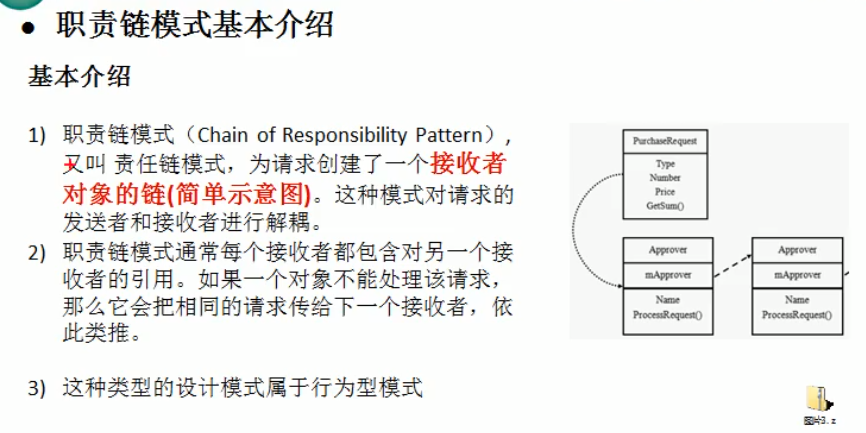 ● 职责链模式基本介绍
基本介绍
1) 职责链模式（Chain of Responsibility Pattern）,
又叫 责任链模式，为请求创建了一个接收者
对象的链(简单示意图)。这种模式对请求的
发送者和接收者进行解耦。
2) 职责链模式通常每个接收者都包含对另一个接
收者的引用。如果一个对象不能处理该请求，
那么它会把相同的请求传给下一个接收者，依
此类推。
3) 这种类型的设计模式属于行为型模式
PurchaseRequest
Type
Number
Price
GetSum()
Approver
mApprover
Name
ProcessRequest()
Approver
mApprover
Name
ProcessRequest()
图片3.z